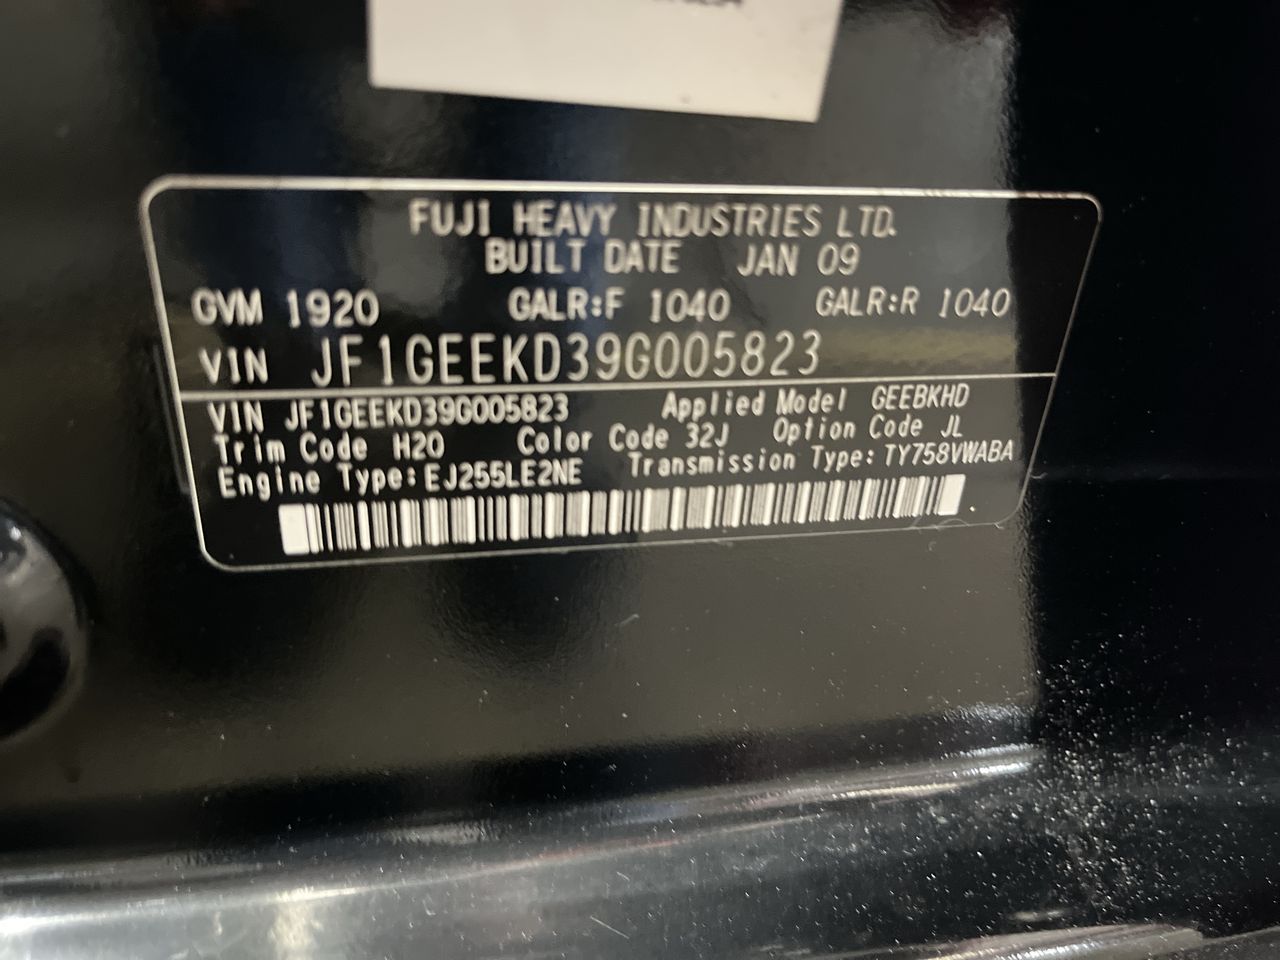 FUJI HEAVY INDUSTRIES LTD.
BUILT DATE JAN 09
GVM 1920 GALR:F 1040 GALR:R 1040
VIN JF1GEEKD39G005823
VIN JF1GEEKD39G005823 Applied Model GEEBKHD
Trim Code H20 Color Code 32J Option Code JL
Engine Type:EJ255LE2NE Transmission Type:TY758VWABA